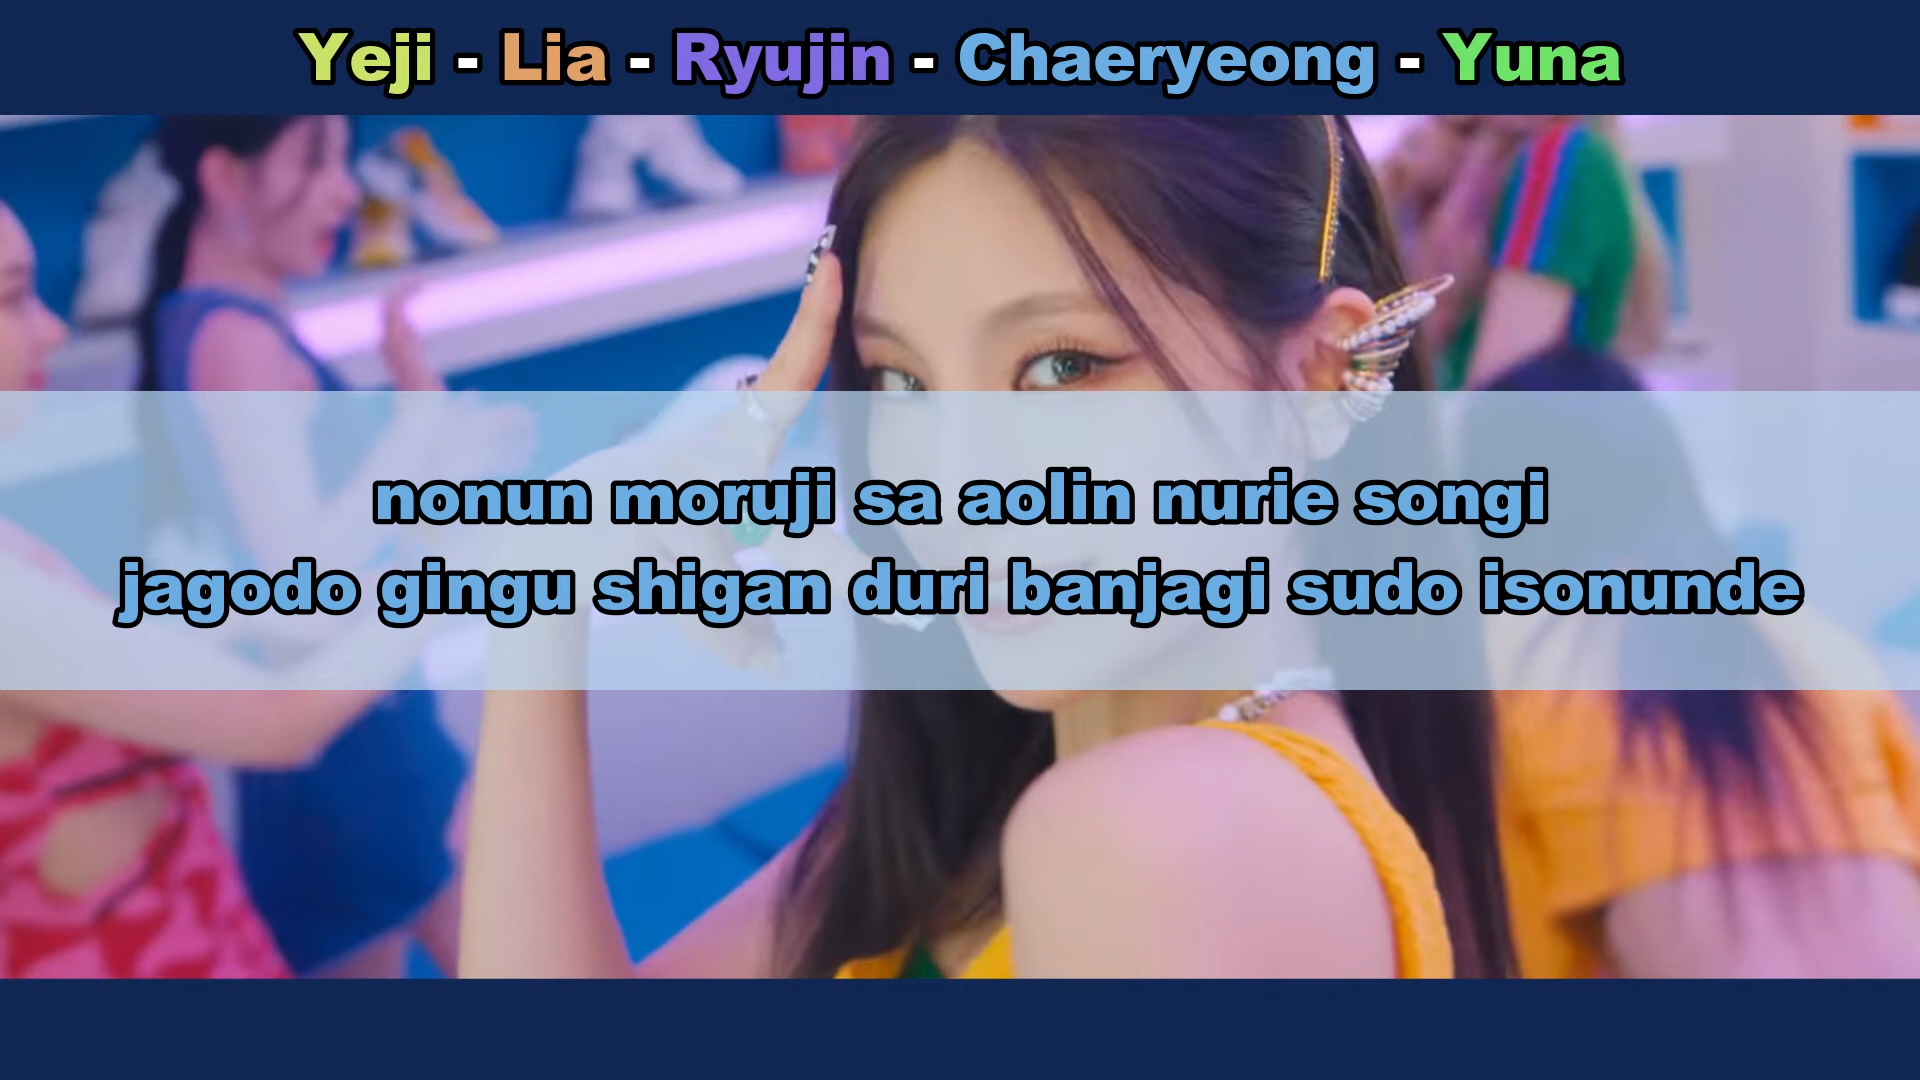 Yeji - Lia - Ryujin - Chaeryeong - Yuna
nonun moruji sa aolin nurie songi
jagodo gingu shigan duri banjagi sudo isonunde